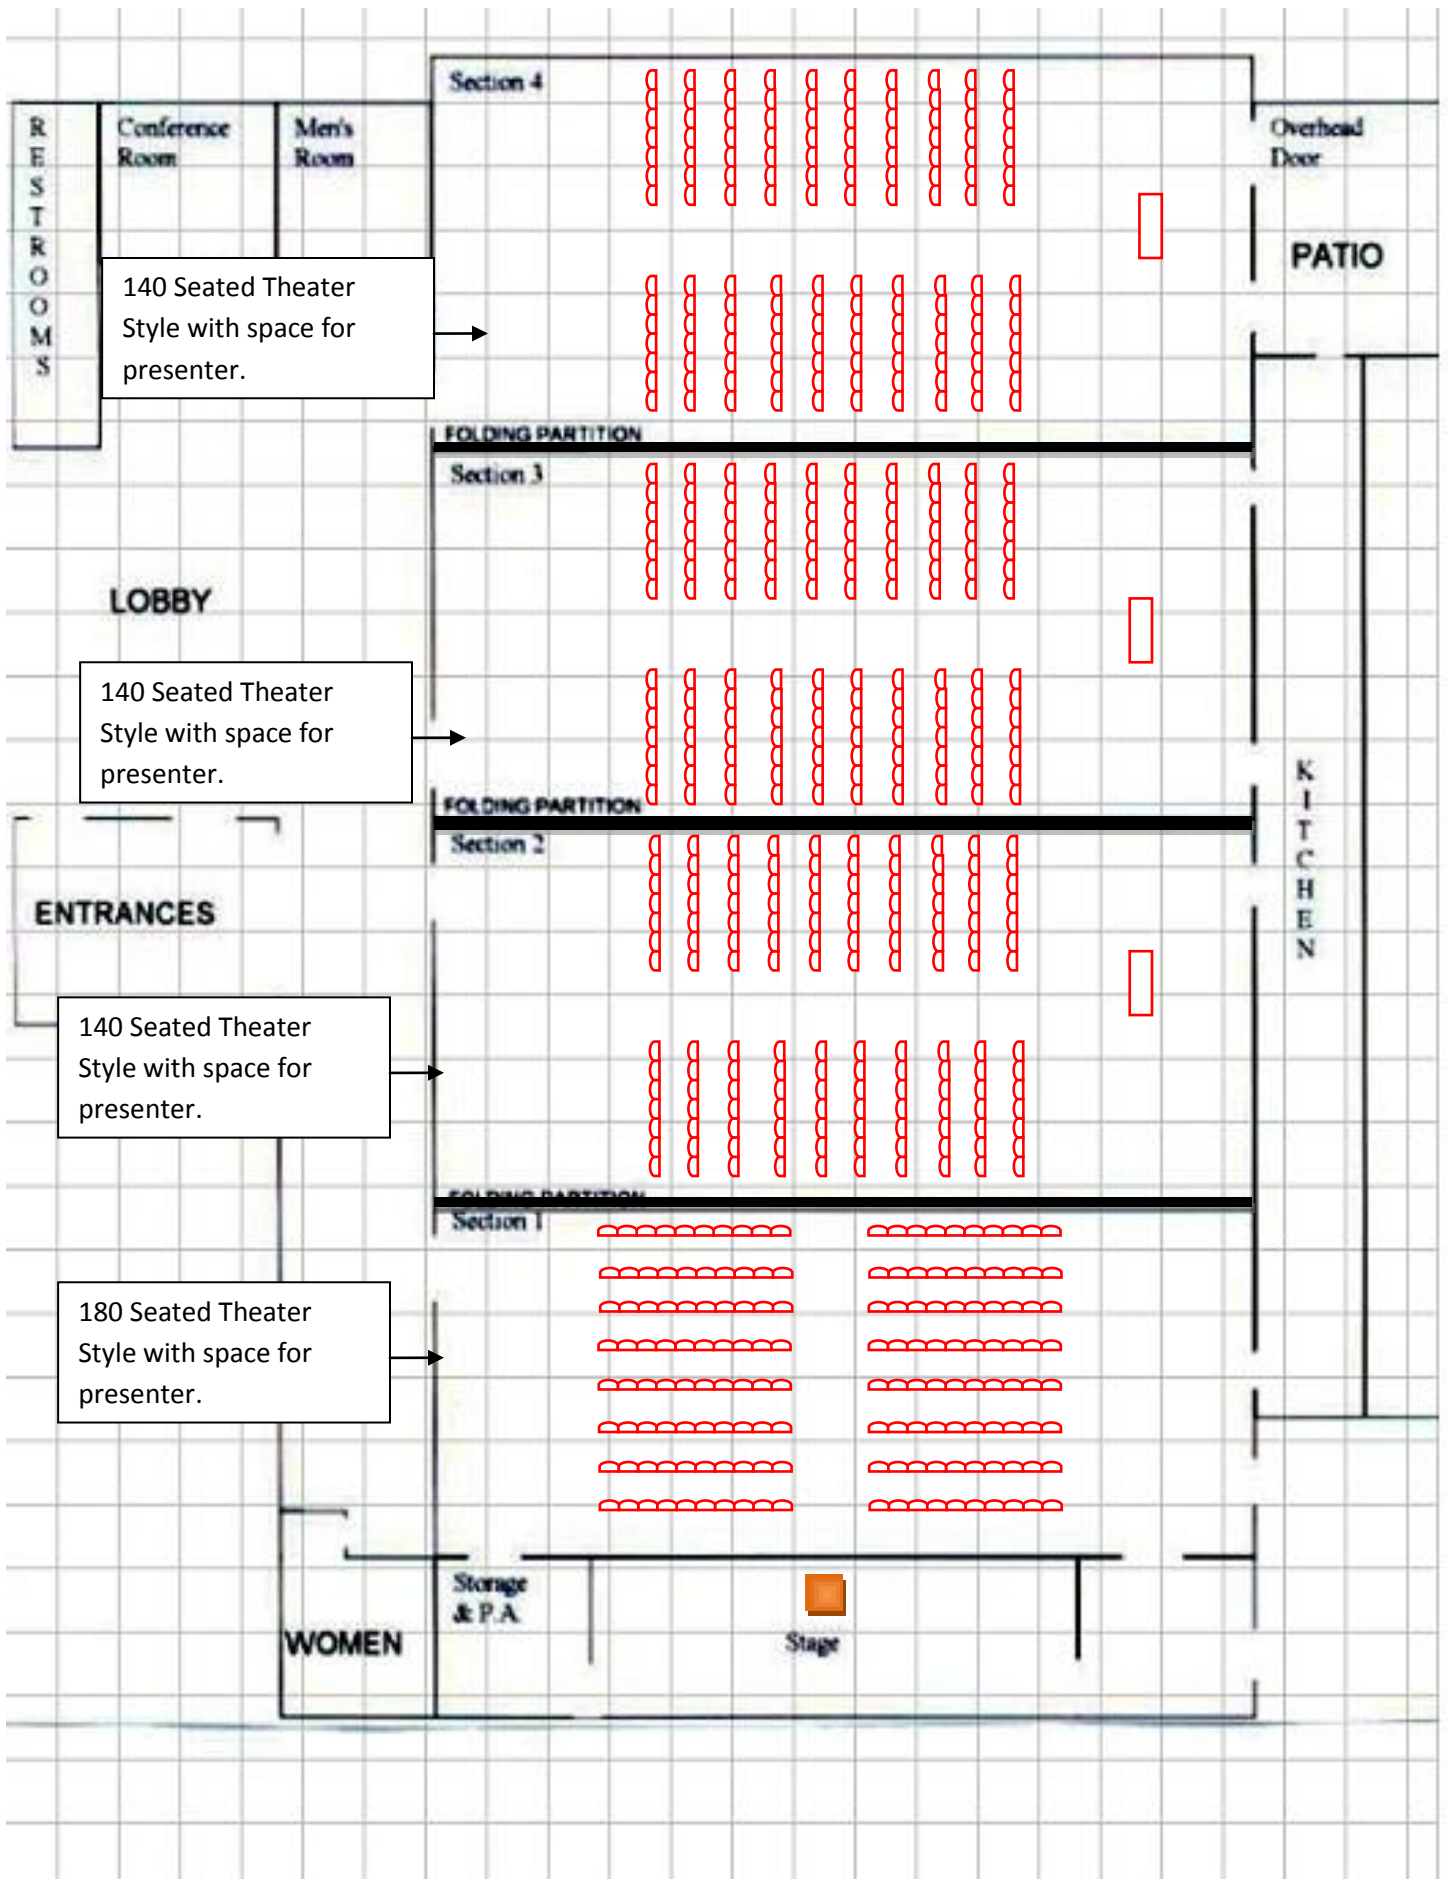 Section 4
RESTROOMS
Conference
Room
Men's
Room
Overhead
Door
PATIO
140 Seated Theater
Style with space for
presenter.
FOLDING PARTITION
Section 3
LOBBY
140 Seated Theater
Style with space for
presenter.
KITCHEN
FOLDING PARTITION
Section 2
ENTRANCES
140 Seated Theater
Style with space for
presenter.
FOLDING PARTITION
Section 1
180 Seated Theater
Style with space for
presenter.
Storage
& P.A.
WOMEN
Stage